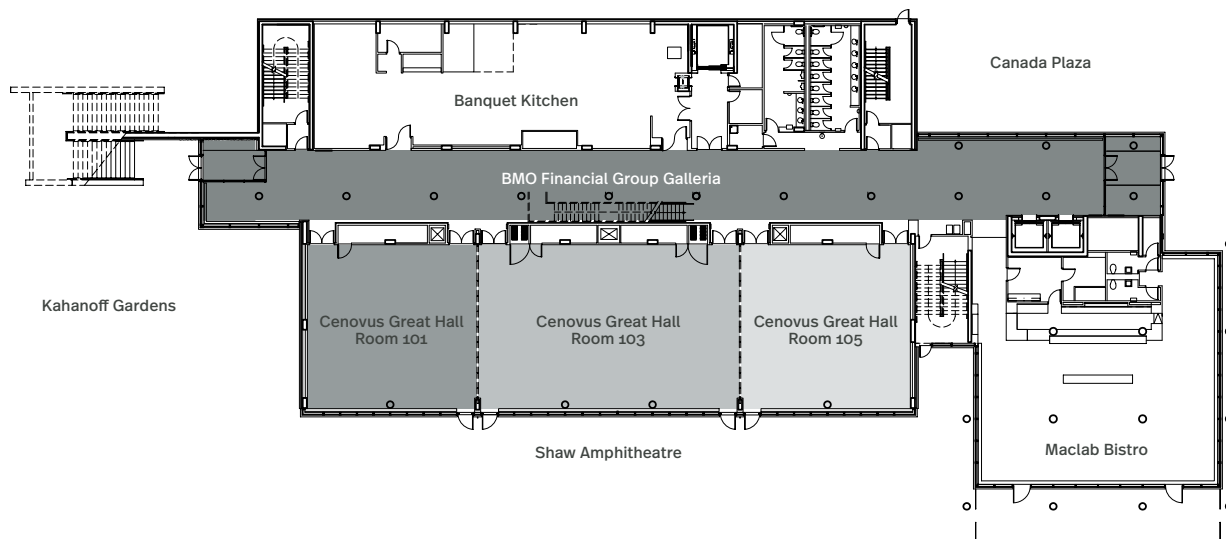 Canada Plaza
Banquet Kitchen
BMO Financial Group Galleria
Kahanoff Gardens
Cenovus Great Hall
Room 101
Cenovus Great Hall
Room 103
Cenovus Great Hall
Room 105
Shaw Amphitheatre
Maclab Bistro